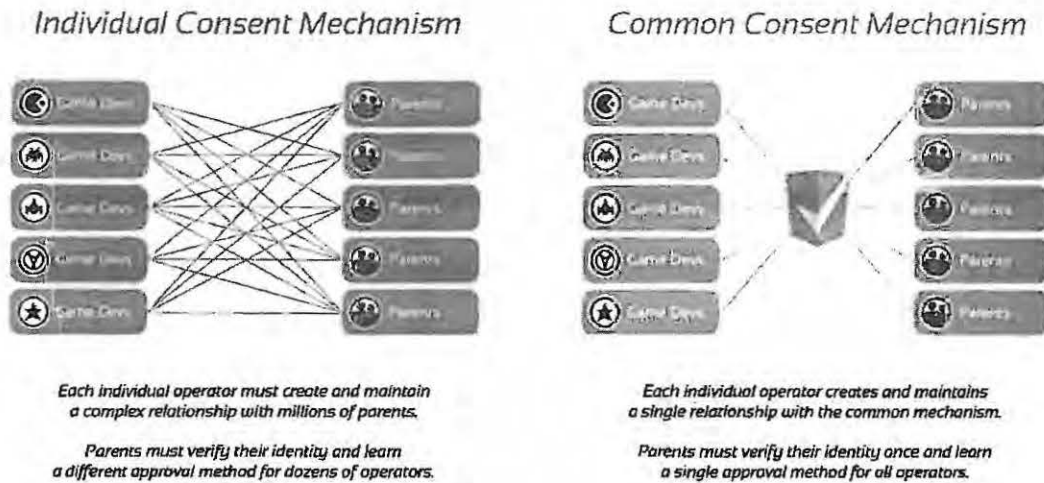 Individual Consent Mechanism
Game Devs
Game Devs
Game Devs
Game Devs
Game Devs
Parents
Parents
Parents
Parents
Parents
Each individual operator must create and maintain
a complex relationship with millions of parents.
Parents must verify their identity and learn
a different approval method for dozens of operators.
Common Consent Mechanism
Game Devs
Game Devs
Game Devs
Game Devs
Game Devs
Parents
Parents
Parents
Parents
Parents
Each individual operator creates and maintains
a single relationship with the common mechanism.
Parents must verify their identity once and learn
a single approval method for all operators.